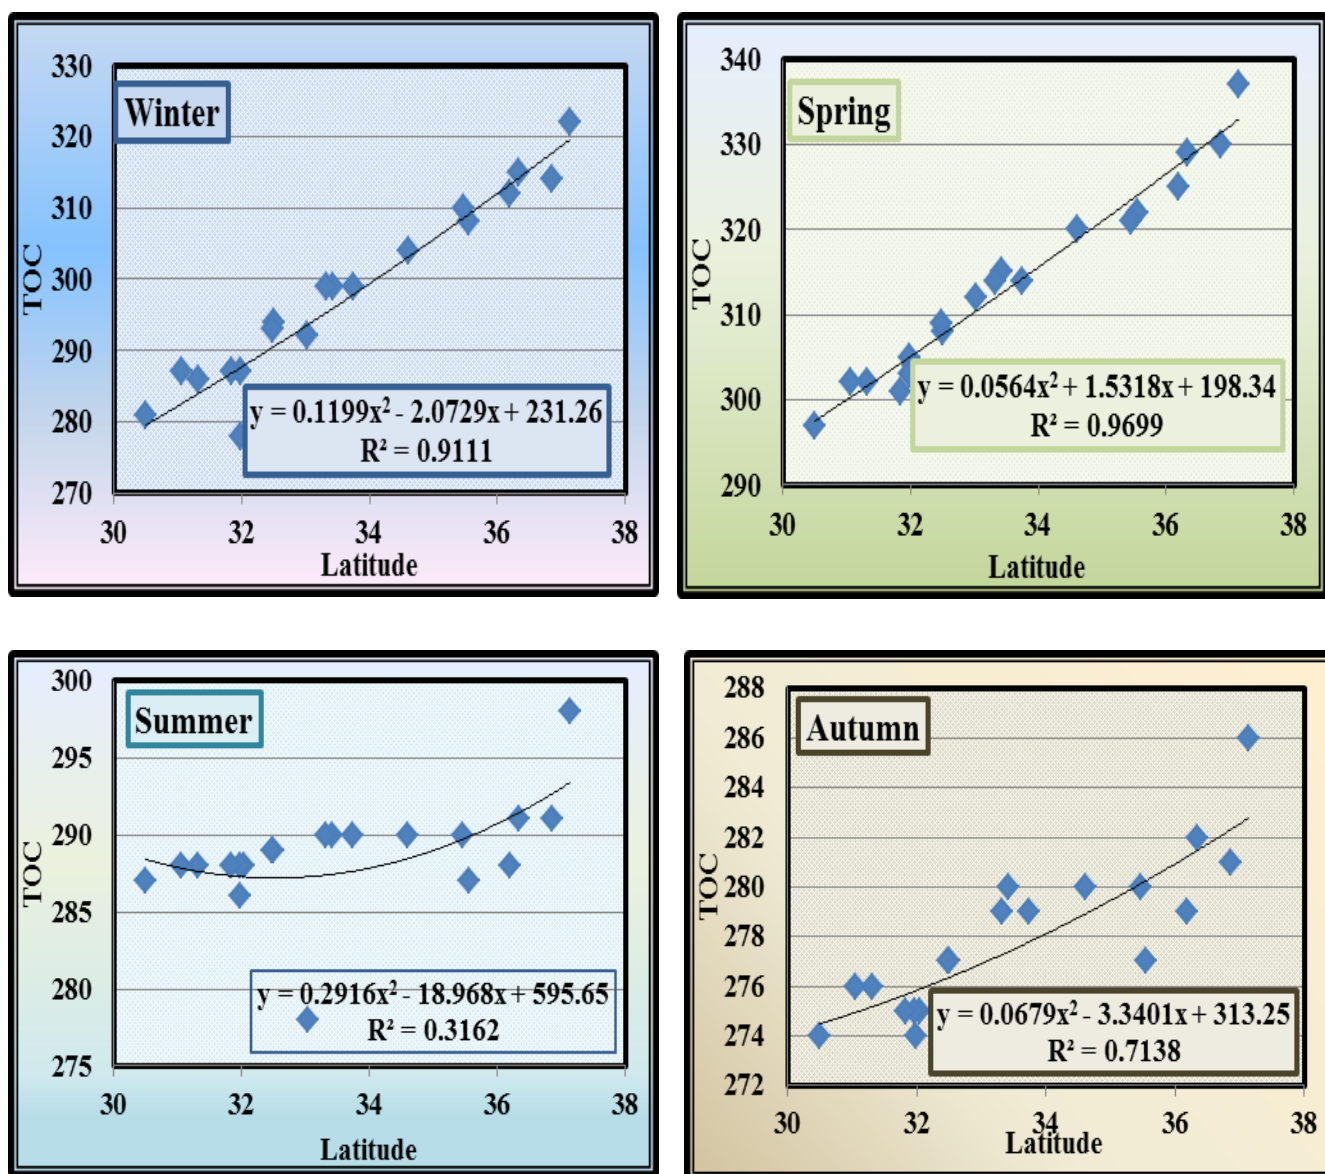 Winter
TOC
330
320
310
300
290
280
270
y = 0.1199x² - 2.0729x + 231.26
R² = 0.9111
30 32 34 36 38
Latitude
Spring
TOC
340
330
320
310
300
290
y = 0.0564x² + 1.5318x + 198.34
R² = 0.9699
30 32 34 36 38
Latitude
Summer
TOC
300
295
290
285
280
275
y = 0.2916x² - 18.968x + 595.65
R² = 0.3162
30 32 34 36 38
Latitude
Autumn
TOC
288
286
284
282
280
278
276
274
272
y = 0.0679x² - 3.3401x + 313.25
R² = 0.7138
30 32 34 36 38
Latitude